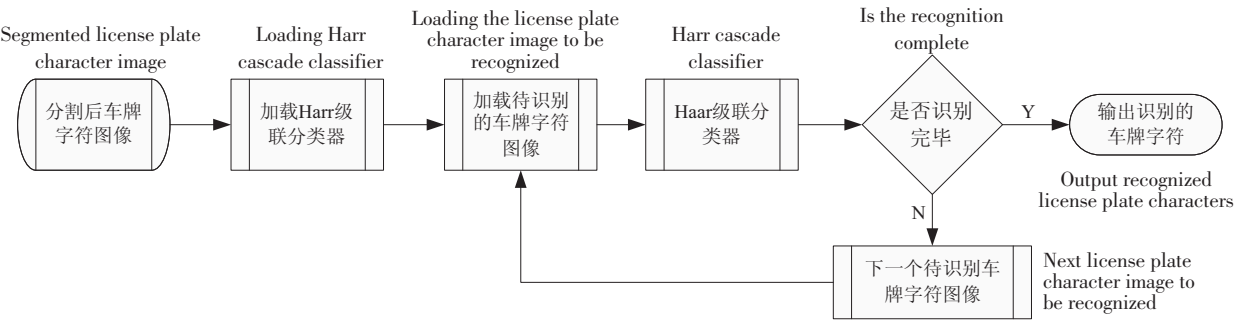 Segmented license plate
character image
分割后车牌
字符图像
Loading Harr
cascade classifier
加载Harr级
联分类器
Loading the license plate
character image to be
recognized
加载待识别
的车牌字符
图像
Harr cascade
classifier
Haar级联分
类器
Is the recognition
complete
是否识别
完毕
Y
输出识别的
车牌字符
Output recognized
license plate characters
N
下一个待识别车
牌字符图像
Next license plate
character image to
be recognized